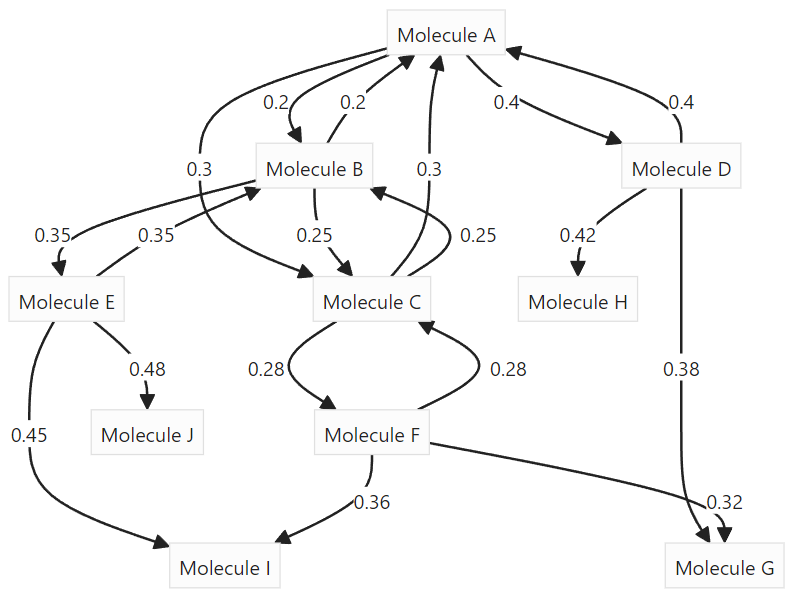 Molecule A
0.2
0.2
0.4
0.4
Molecule B
0.3
0.3
Molecule D
0.35
0.35
0.25
0.25
0.42
Molecule E
Molecule C
Molecule H
0.48
0.28
0.28
0.38
0.45
Molecule J
Molecule F
0.36
0.32
Molecule I
Molecule G